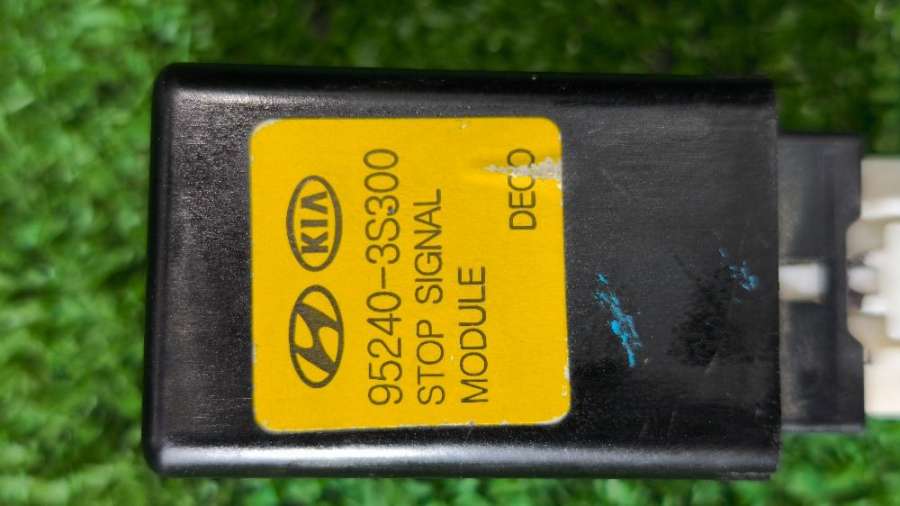 KIA
95240-3S300
STOP SIGNAL
MODULE
DECO